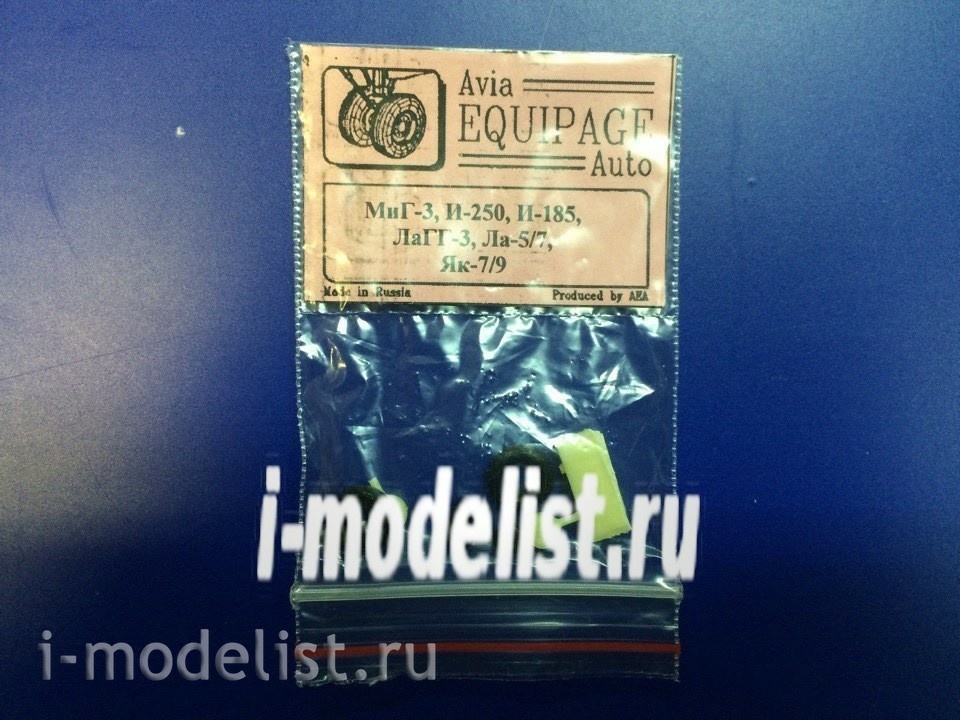 Avia
EQUIPAGE
Auto
МиГ-3, И-250, И-185,
ЛаГГ-3, Ла-5/7,
Як-7/9
Made in Russia
Produced by AEA
i-modelist.ru
i-modelist.ru